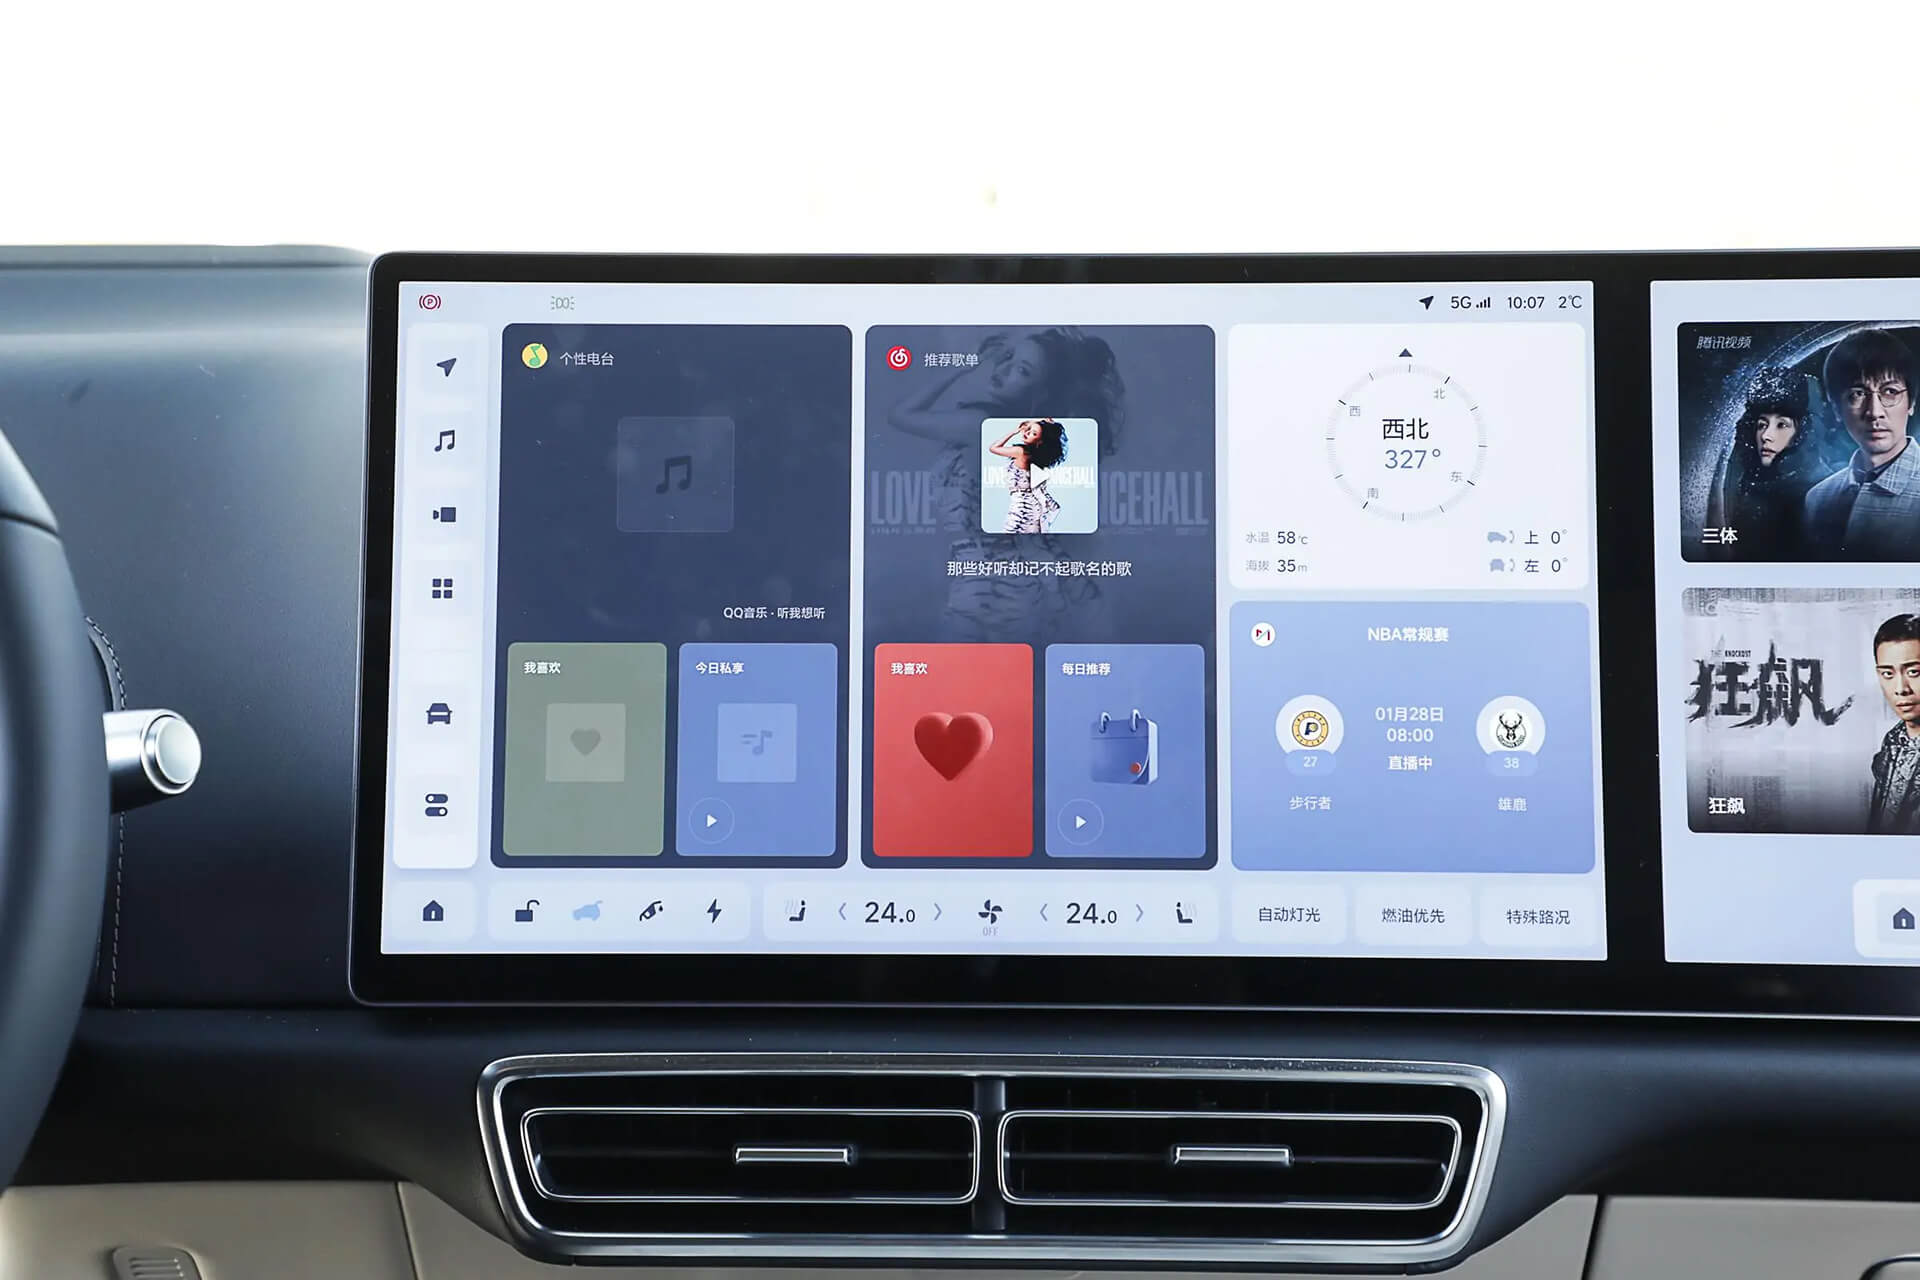 5G 10:07 2℃
个性电台
QQ音乐·听我想听
我喜欢
今日私享
推荐歌单
LOVE DANCEHALL
LOVE
NCEHALL
那些好听却记不起歌名的歌
我喜欢
每日推荐
北
西
西北
327°
东
南
水温 58℃
上 0°
海拔 35m
左 0°
NBA常规赛
01月28日
08:00
直播中
27
38
步行者
雄鹿
24.0
OFF
24.0
自动灯光
燃油优先
特殊路况
腾讯视频
三体
THE KNOCKOUT
狂飙
狂飙